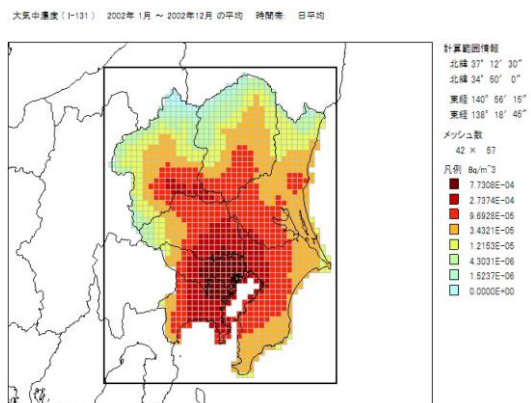 大気中濃度 ( I-131 ) 2002年 1月 ～ 2002年12月 の平均 時間帯 日平均
計算範囲情報
北緯 37° 12′ 30″
北緯 34° 50′ 0″
東経 140° 56′ 15″
東経 138° 18′ 45″
メッシュ数
42 × 57
凡例 Bq/m^3
7.7308E-04
2.7374E-04
9.6928E-05
3.4321E-05
1.2153E-05
4.3031E-06
1.5237E-06
0.0000E+00